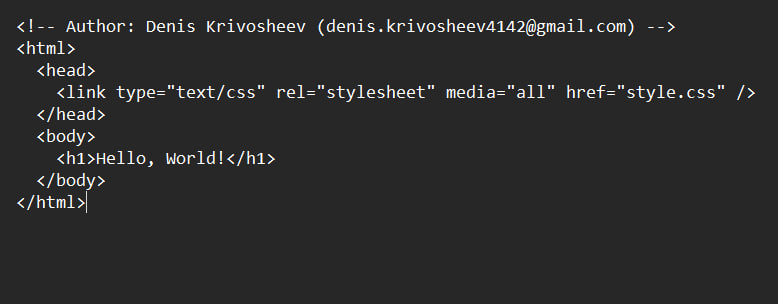 <!-- Author: Denis Krivosheev (denis.krivosheev4142@gmail.com) -->
<html>
  <head>
    <link type="text/css" rel="stylesheet" media="all" href="style.css" />
  </head>
  <body>
    <h1>Hello, World!</h1>
  </body>
</html>